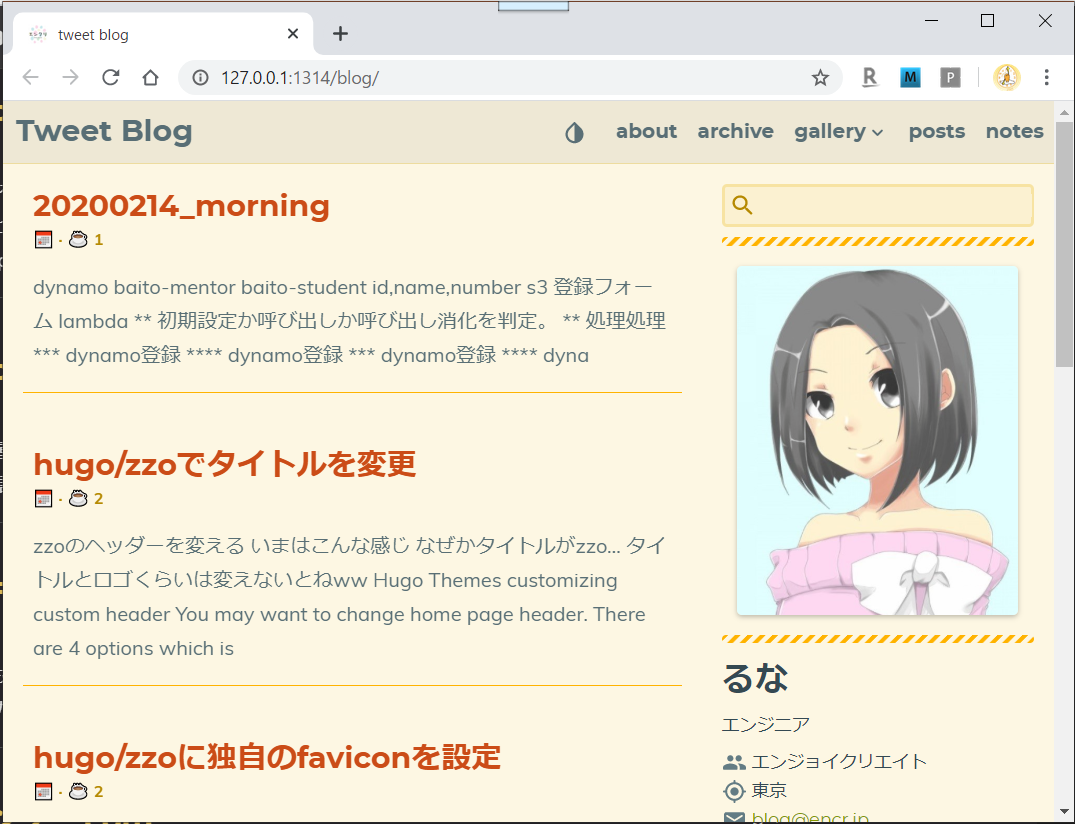 tweet blog
127.0.0.1:1314/blog/
R
M
P
Tweet Blog
about archive gallery posts notes
20200214_morning
· 1
dynamo baito-mentor baito-student id,name,number s3 登録フォー
ム lambda ** 初期設定か呼び出しか呼び出し消化を判定。 ** 処理処理
*** dynamo登録 **** dynamo登録 *** dynamo登録 **** dyna
hugo/zzoでタイトルを変更
· 2
zzoのヘッダーを変える いまはこんな感じ なぜかタイトルがzzo… タイ
トルとロゴくらいは変えないとねww Hugo Themes customizing
custom header You may want to change home page header. There
are 4 options which is
hugo/zzoに独自のfaviconを設定
· 2
るな
エンジニア
エンジョイクリエイト
東京
blog@encr.jp